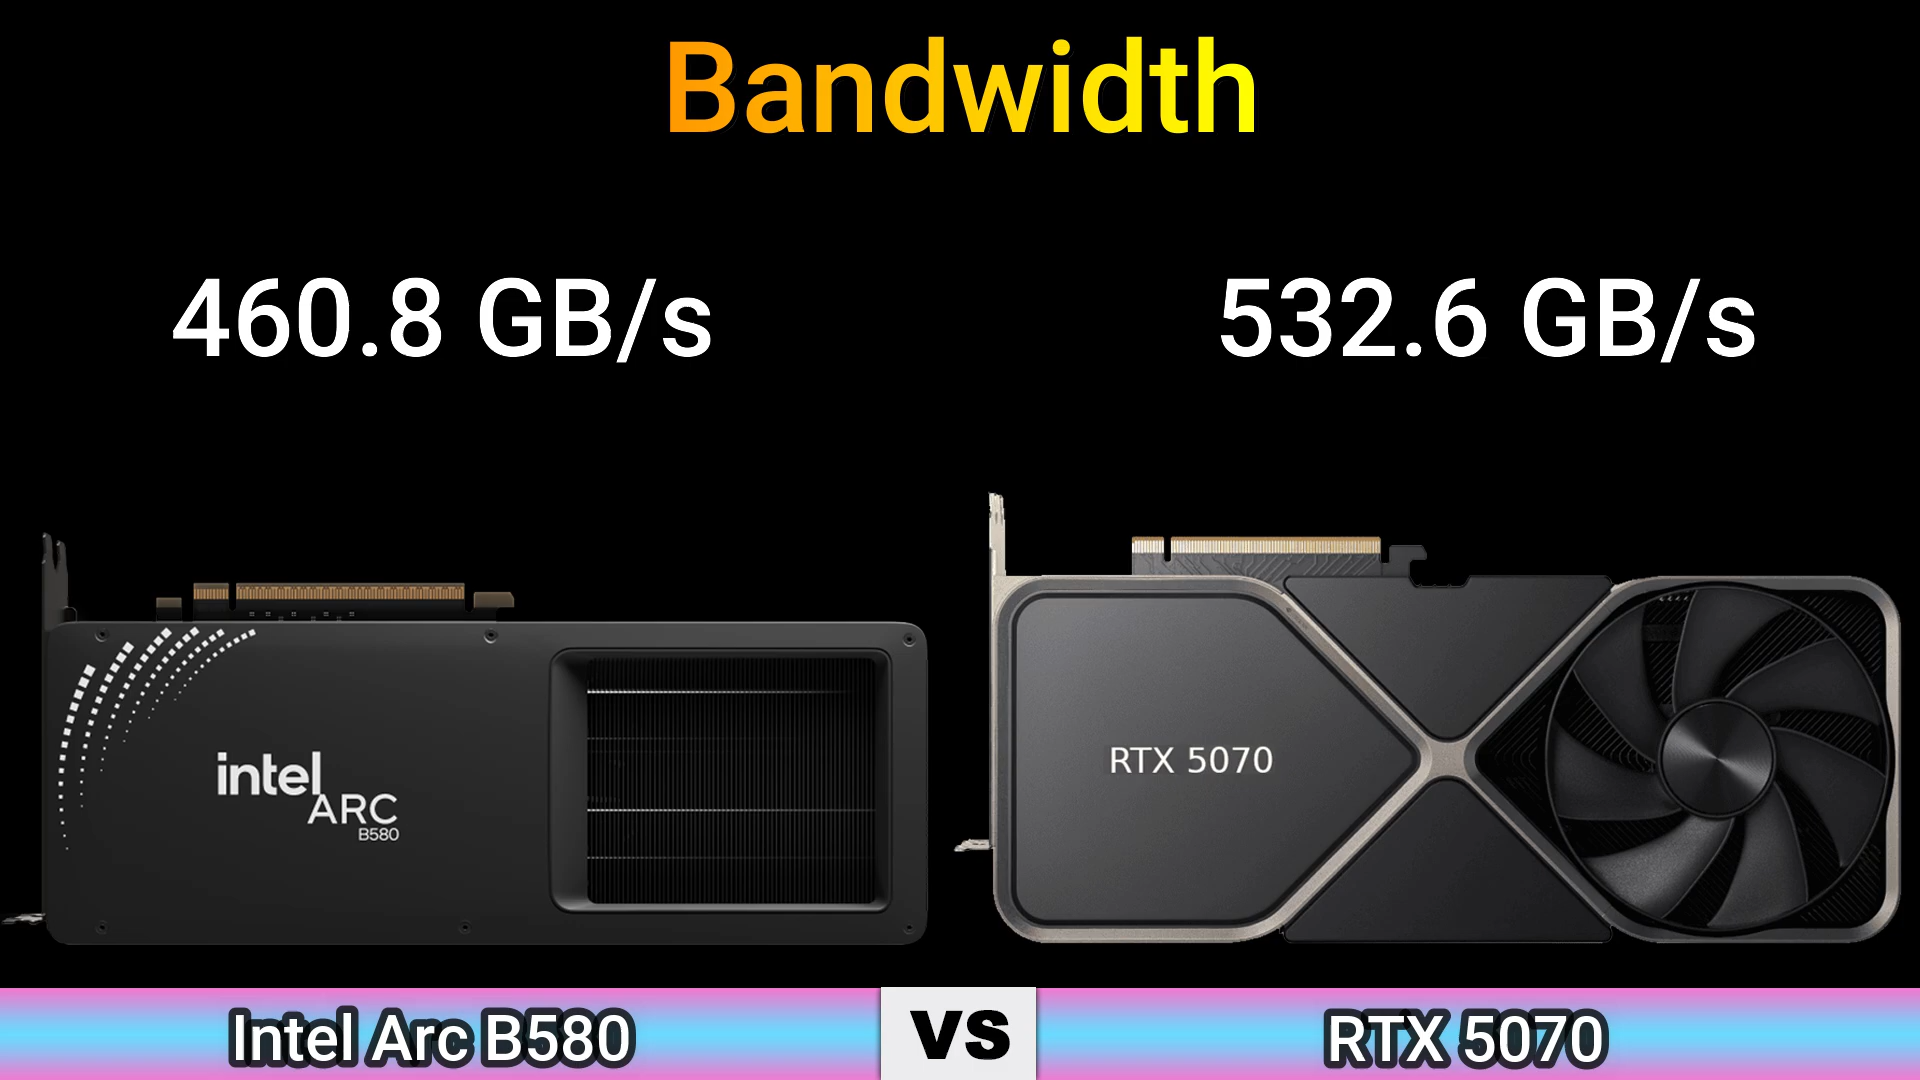 Bandwidth
460.8 GB/s
532.6 GB/s
intel
ARC
B580
RTX 5070
Intel Arc B580
VS
RTX 5070